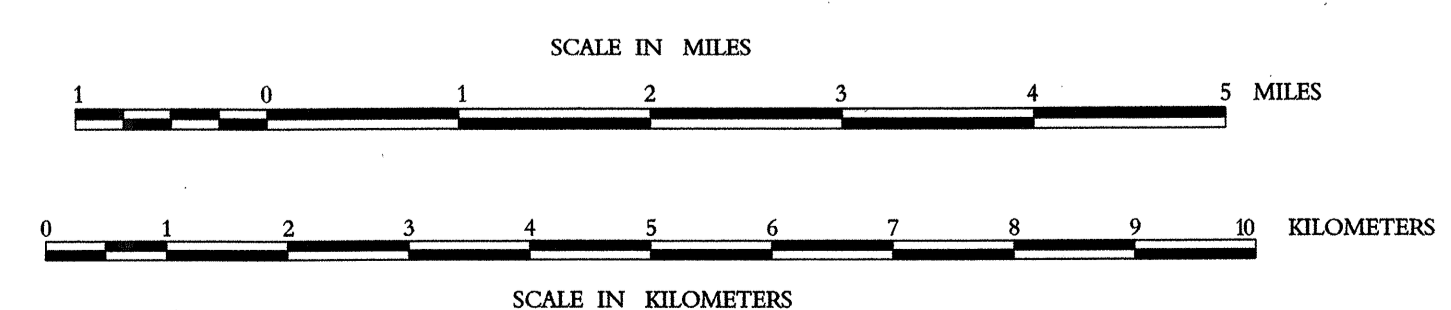 SCALE IN MILES
1 0 1 2 3 4 5 MILES
0 1 2 3 4 5 6 7 8 9 10 KILOMETERS
SCALE IN KILOMETERS